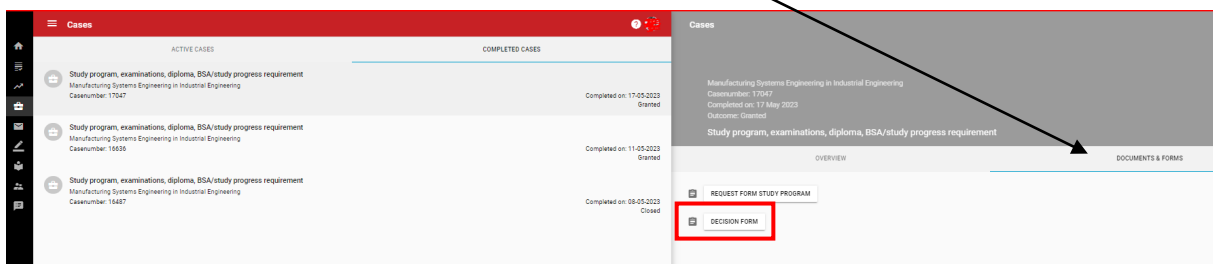 Cases
ACTIVE CASES
COMPLETED CASES
Study program, examinations, diploma, BSA/study progress requirement
Manufacturing Systems Engineering in Industrial Engineering
Casenumber: 17047
Completed on: 17-05-2023
Granted
Study program, examinations, diploma, BSA/study progress requirement
Manufacturing Systems Engineering in Industrial Engineering
Casenumber: 16636
Completed on: 11-05-2023
Granted
Study program, examinations, diploma, BSA/study progress requirement
Manufacturing Systems Engineering in Industrial Engineering
Casenumber: 16487
Completed on: 08-05-2023
Closed
Cases
Manufacturing Systems Engineering in Industrial Engineering
Casenumber: 17047
Completed on: 17 May 2023
Outcome: Granted
Study program, examinations, diploma, BSA/study progress requirement
OVERVIEW
DOCUMENTS & FORMS
REQUEST FORM STUDY PROGRAM
DECISION FORM